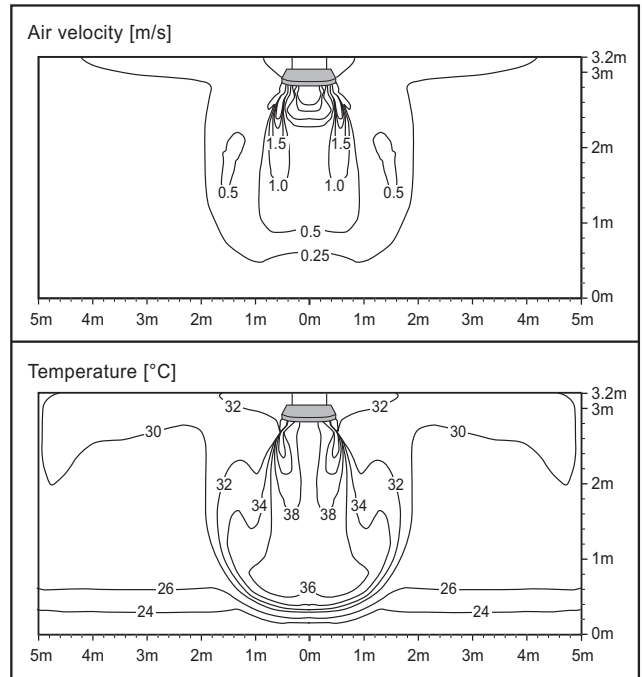 Air velocity [m/s]
3.2m
3m
1.5 1.5
2m
0.5 1.0 1.0 0.5
1m
0.5
0.25
0m
5m 4m 3m 2m 1m 0m 1m 2m 3m 4m 5m
Temperature [°C]
3.2m
32 32 3m
30 30
32 32 2m
34 38 38 34
1m
26 36 26
24 24
0m
5m 4m 3m 2m 1m 0m 1m 2m 3m 4m 5m